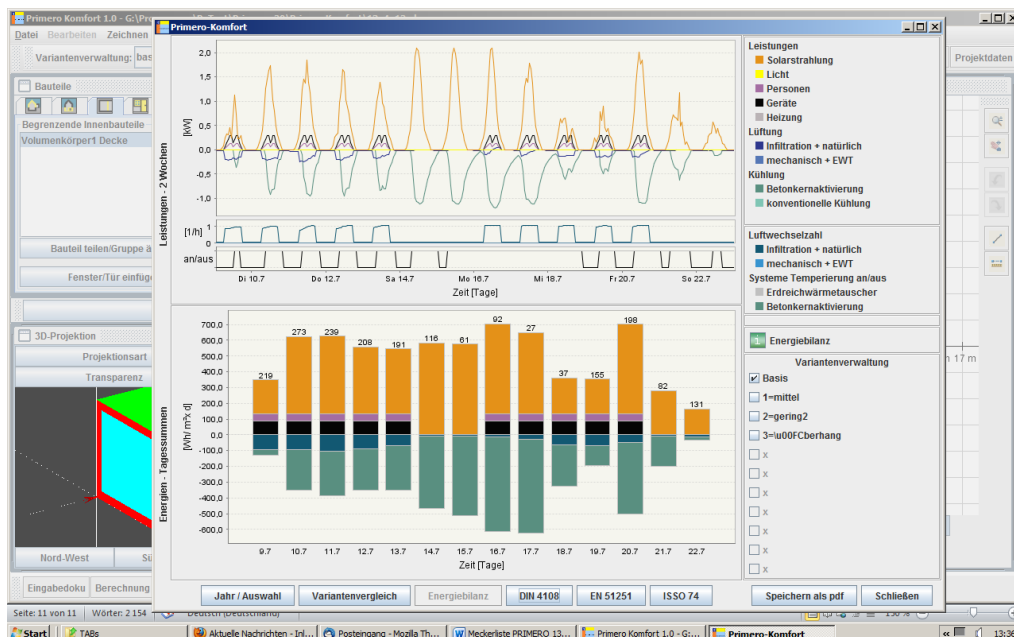 Primero Komfort 1.0 - G:\Pro
Datei Bearbeiten Zeichnen
Variantenverwaltung: bas
Projektdaten
Bauteile
Begrenzende Innenbauteile
Volumenkörper1 Decke
Bauteil teilen/Gruppe ä
Fenster/Tür einfüg
3D-Projektion
Projektionsart
Transparenz
Nord-West Sü
Eingabedoku Berechnung
17 m
Primero-Komfort
Leistungen - 2 Wochen
[kW]
2,0
1,5
1,0
0,5
0,0
-0,5
-1,0
[1/h] 1
0
an/aus
Di 10.7 Do 12.7 Sa 14.7 Mo 16.7 Mi 18.7 Fr 20.7 So 22.7
Zeit [Tage]
Leistungen
Solarstrahlung
Licht
Personen
Geräte
Heizung
Lüftung
Infiltration + natürlich
mechanisch + EWT
Kühlung
Betonkernaktivierung
konventionelle Kühlung
Luftwechselzahl
Infiltration + natürlich
mechanisch + EWT
Systeme Temperierung an/aus
Erdreichwärmetauscher
Betonkernaktivierung
Energien - Tagessummen
[Wh/ m²x d]
700,0
600,0
500,0
400,0
300,0
200,0
100,0
0,0
-100,0
-200,0
-300,0
-400,0
-500,0
-600,0
219 273 239 208 191 116 61 92 27 37 155 198 82 131
9.7 10.7 11.7 12.7 13.7 14.7 15.7 16.7 17.7 18.7 19.7 20.7 21.7 22.7
Zeit [Tage]
1 Energiebilanz
Variantenverwaltung
Basis
1=mittel
2=gering2
3=\u00FCberhang
x
x
x
x
x
x
x
Jahr / Auswahl Variantenvergleich Energiebilanz DIN 4108 EN 51251 ISSO 74 Speichern als pdf Schließen
Seite: 11 von 11 Wörter: 2 154 Deutsch (Deutschland) 150 %
Start TABs Aktuelle Nachrichten - Inl... Posteingang - Mozilla Th... Meckerliste PRIMERO 13... Primero Komfort 1.0 - G:... Primero-Komfort